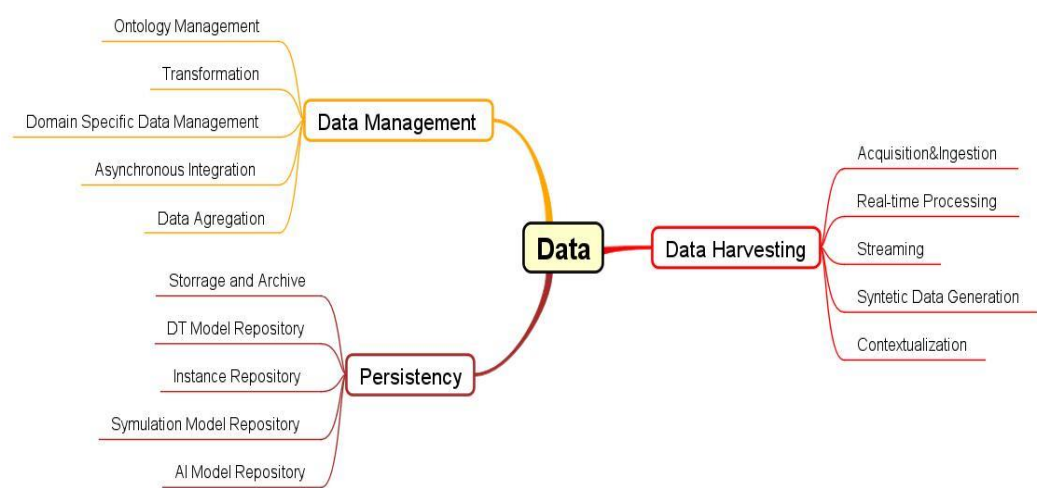 Ontology Management
Transformation
Domain Specific Data Management
Asynchronous Integration
Data Agregation
Data Management
Storrage and Archive
DT Model Repository
Instance Repository
Symulation Model Repository
AI Model Repository
Persistency
Data
Data Harvesting
Acquisition&Ingestion
Real-time Processing
Streaming
Syntetic Data Generation
Contextualization